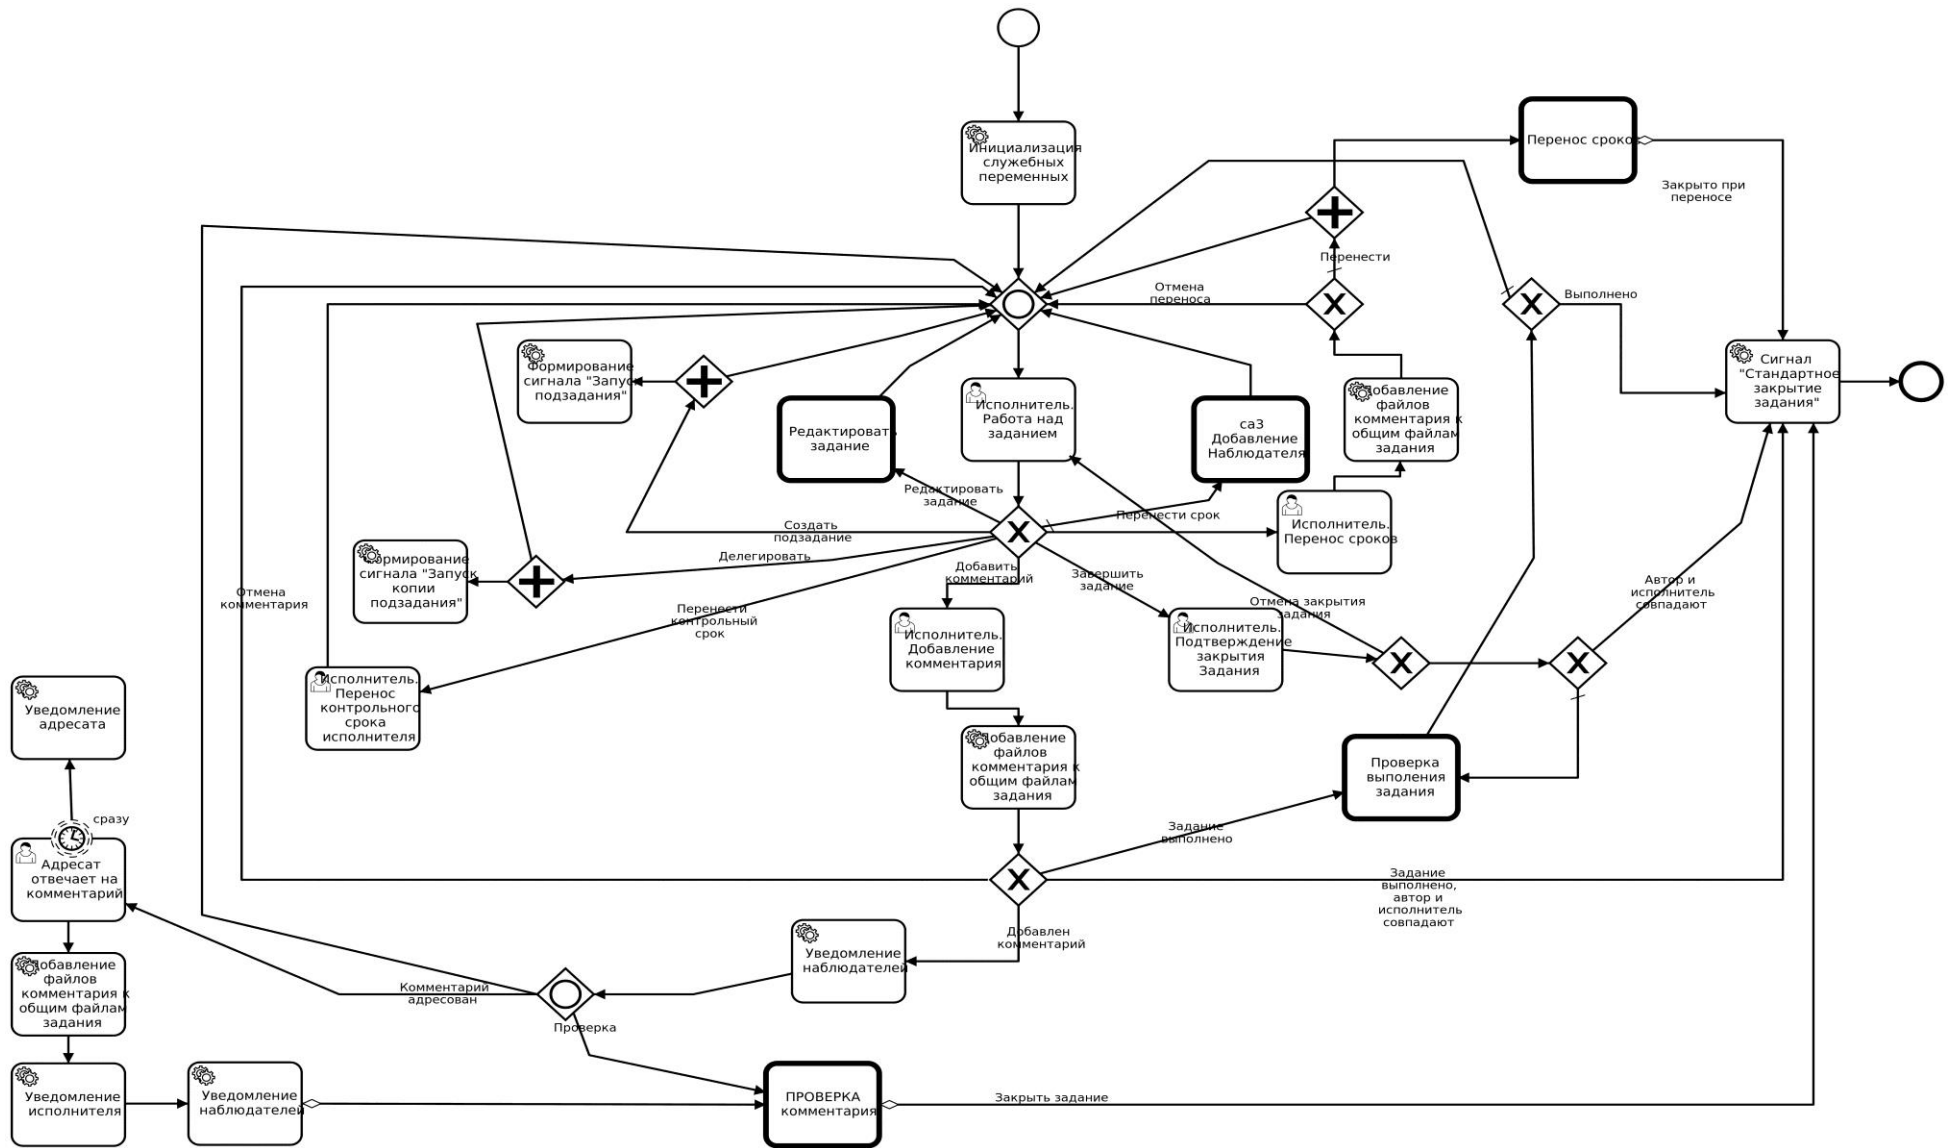 Инициализация
служебных
переменных
Перенос сроко
Закрыто при
переносе
Перенести
Отмена
переноса
Выполнено
Формирование
сигнала "Запус
подзадания"
Редактироват
задание
Исполнитель.
Работа над
заданием
са3
Добавление
Наблюдателя
Добавление
файлов
комментария к
общим файлам
задания
Сигнал
"Стандартное
закрытие
задания"
Редактировать
задание
Перенести срок
Исполнитель.
Перенос сроков
Создать
подзадание
Делегировать
Формирование
сигнала "Запуск
копии
подзадания"
Добавить
комментарий
Завершить
задание
Отмена закрытия
задания
Автор и
исполнитель
совпадают
Отмена
комментария
Перенести
контрольный
срок
Исполнитель.
Добавление
комментария
Исполнитель.
Подтверждение
закрытия
Задания
Исполнитель.
Перенос
контрольного
срока
исполнителя
Уведомление
адресата
Добавление
файлов
комментария к
общим файлам
задания
Проверка
выполения
задания
сразу
Адресат
отвечает на
комментарий
Задание
выполнено
Задание
выполнено,
автор и
исполнитель
совпадают
Добавлен
комментарий
Уведомление
наблюдателей
Комментарий
адресован
Проверка
Добавление
файлов
комментария к
общим файлам
задания
Уведомление
исполнителя
Уведомление
наблюдателей
ПРОВЕРКА
комментария
Закрыть задание